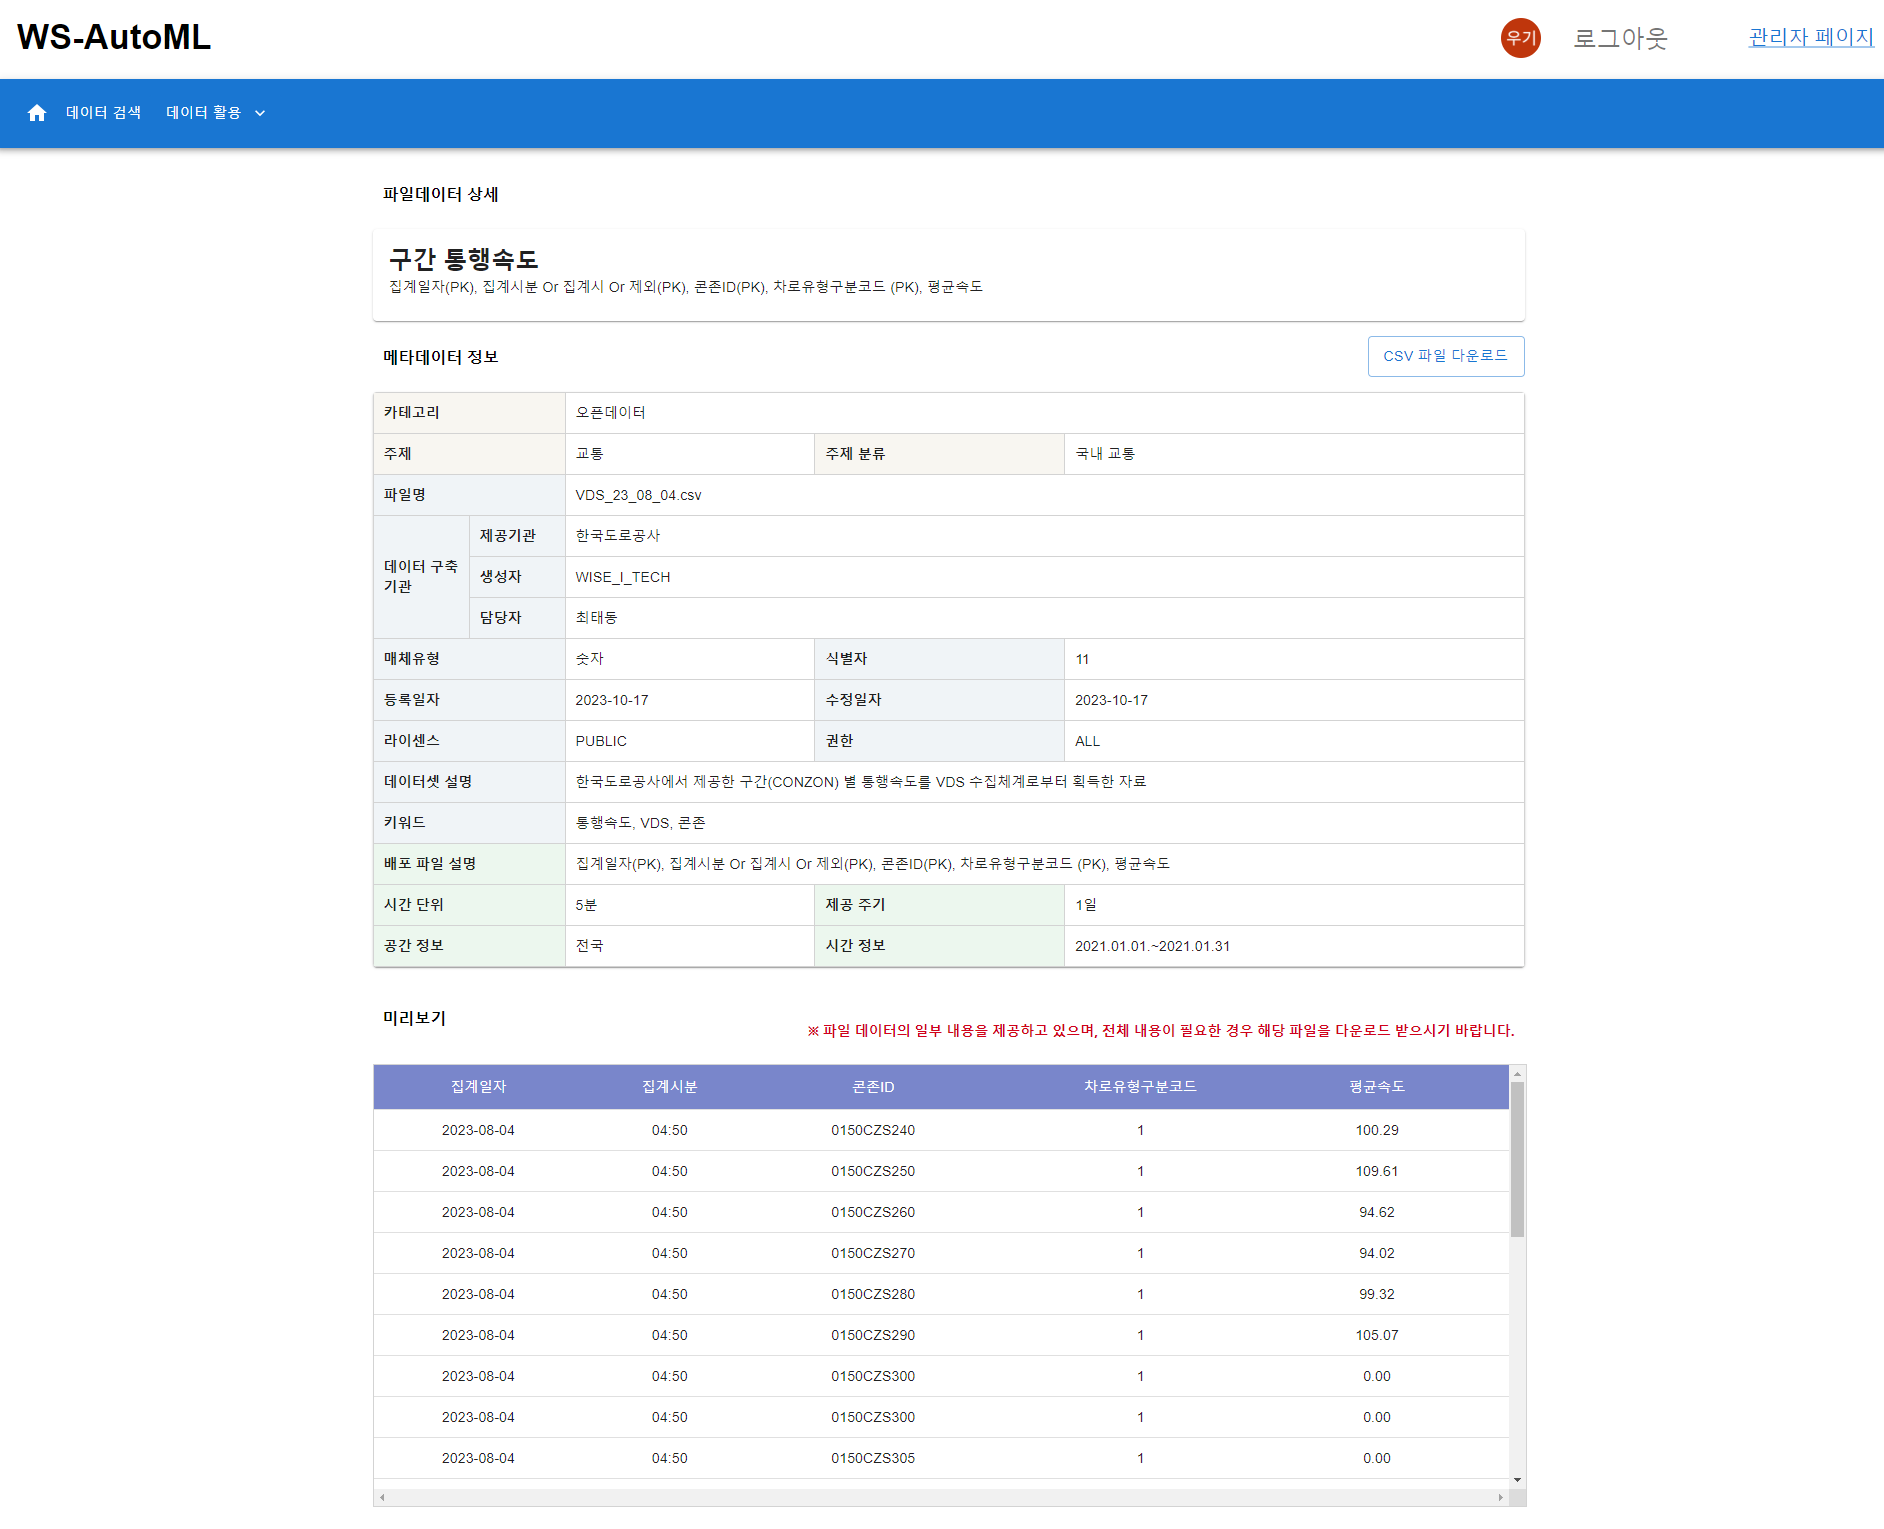 WS-AutoML
우기
로그아웃
관리자 페이지
데이터 검색
데이터 활용
파일데이터 상세
구간 통행속도
집계일자(PK), 집계시분 Or 집계시 Or 제외(PK), 콘존ID(PK), 차로유형구분코드 (PK), 평균속도
메타데이터 정보
CSV 파일 다운로드
카테고리 오픈데이터
주제 교통 주제 분류 국내 교통
파일명 VDS_23_08_04.csv
데이터 구축
기관
제공기관 한국도로공사
생성자 WISE_I_TECH
담당자 최태동
매체유형 숫자 식별자 11
등록일자 2023-10-17 수정일자 2023-10-17
라이센스 PUBLIC 권한 ALL
데이터셋 설명 한국도로공사에서 제공한 구간(CONZON) 별 통행속도를 VDS 수집체계로부터 획득한 자료
키워드 통행속도, VDS, 콘존
배포 파일 설명 집계일자(PK), 집계시분 Or 집계시 Or 제외(PK), 콘존ID(PK), 차로유형구분코드 (PK), 평균속도
시간 단위 5분 제공 주기 1일
공간 정보 전국 시간 정보 2021.01.01.~2021.01.31
미리보기
※ 파일 데이터의 일부 내용을 제공하고 있으며, 전체 내용이 필요한 경우 해당 파일을 다운로드 받으시기 바랍니다.
집계일자 집계시분 콘존ID 차로유형구분코드 평균속도
2023-08-04 04:50 0150CZS240 1 100.29
2023-08-04 04:50 0150CZS250 1 109.61
2023-08-04 04:50 0150CZS260 1 94.62
2023-08-04 04:50 0150CZS270 1 94.02
2023-08-04 04:50 0150CZS280 1 99.32
2023-08-04 04:50 0150CZS290 1 105.07
2023-08-04 04:50 0150CZS300 1 0.00
2023-08-04 04:50 0150CZS300 1 0.00
2023-08-04 04:50 0150CZS305 1 0.00